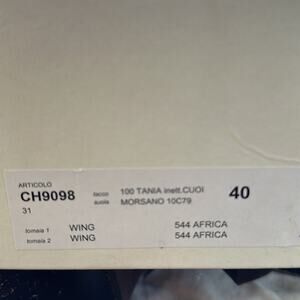 ARTICOLO
CH9098 tacco 100 TANIA inett.CUOI 40
31 suola MORSANO 10C79
tomaia 1 WING 544 AFRICA
tomaia 2 WING 544 AFRICA